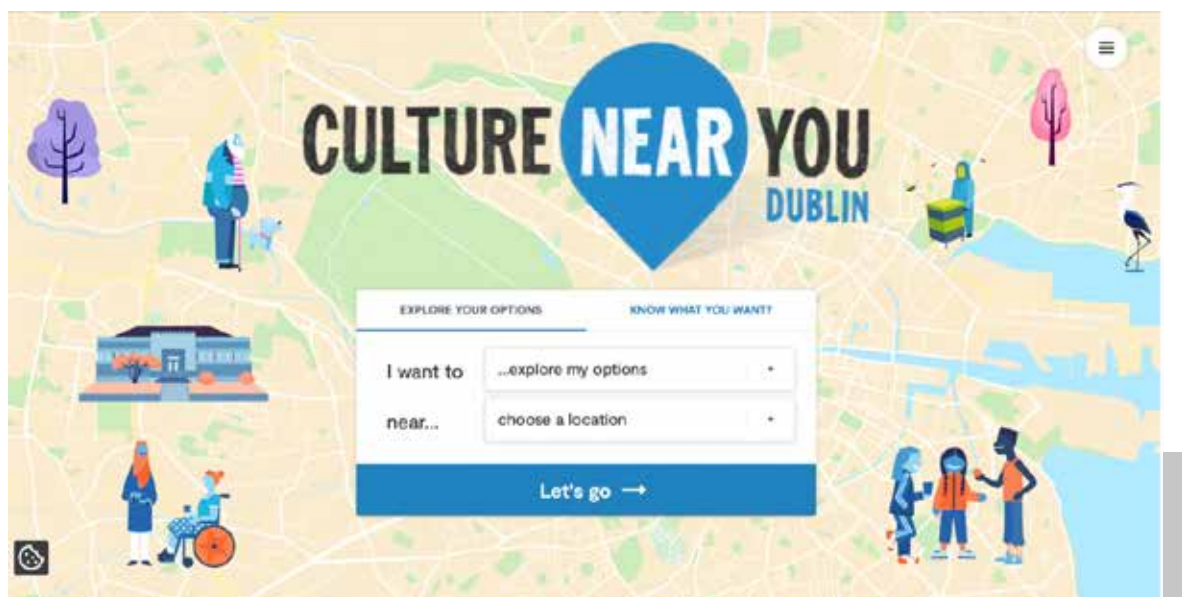 CULTURE NEAR YOU
DUBLIN
EXPLORE YOUR OPTIONS KNOW WHAT YOU WANT?
I want to ...explore my options
near... choose a location
Let's go →